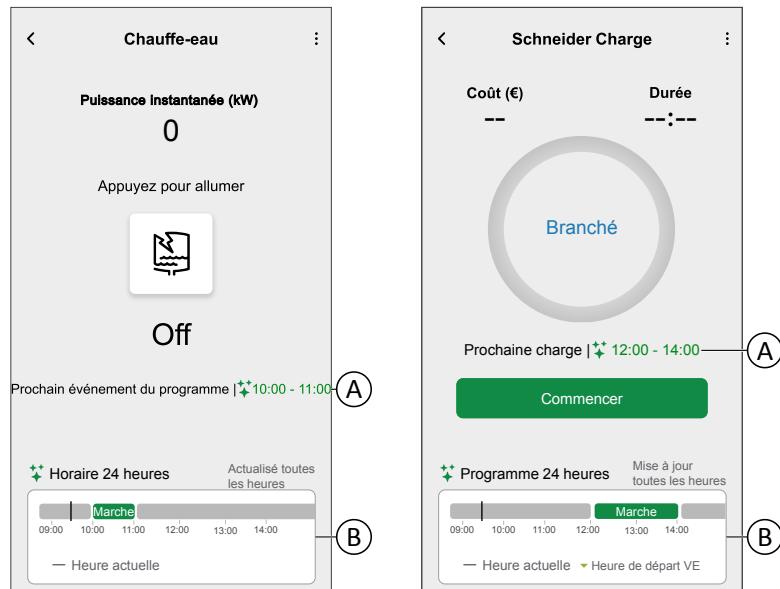 Chauffe-eau
Puissance instantanée (kW)
0
Appuyez pour allumer
Off
Prochain événement du programme | 10:00 - 11:00
A
Horaire 24 heures
Actualisé toutes
les heures
Marche
09:00 10:00 11:00 12:00 13:00 14:00
B
Heure actuelle
Schneider Charge
Coût (€) Durée
-- --:--
Branché
Prochaine charge | 12:00 - 14:00
A
Commencer
Programme 24 heures
Mise à jour
toutes les heures
Marche
09:00 10:00 11:00 12:00 13:00 14:00
B
Heure actuelle Heure de départ VE